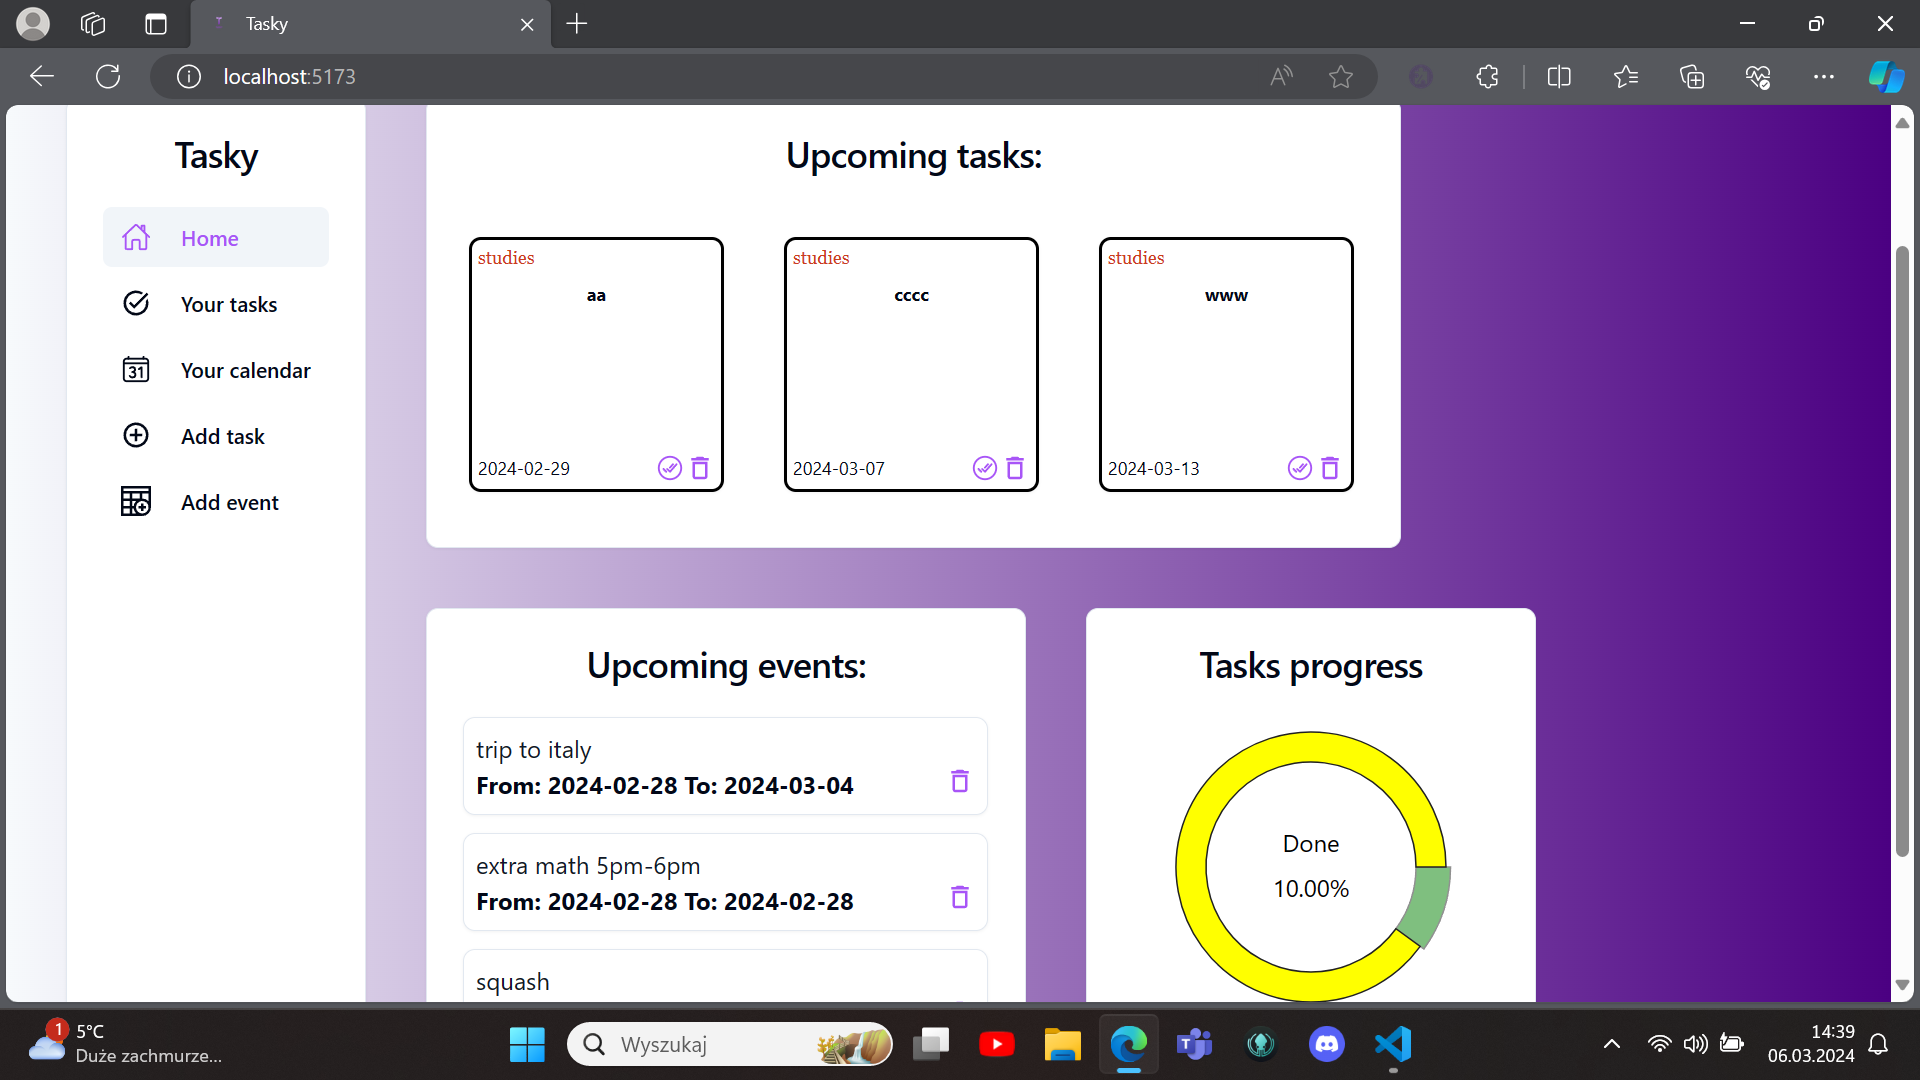 Tasky
localhost:5173
Tasky
Home
Your tasks
31
Your calendar
Add task
Add event
Upcoming tasks:
studies
aa
2024-02-29
studies
cccc
2024-03-07
studies
www
2024-03-13
Upcoming events:
trip to italy
From: 2024-02-28 To: 2024-03-04
extra math 5pm-6pm
From: 2024-02-28 To: 2024-02-28
squash
Tasks progress
Done
10.00%
1
5°C
Duże zachmurze...
Wyszukaj
14:39
06.03.2024